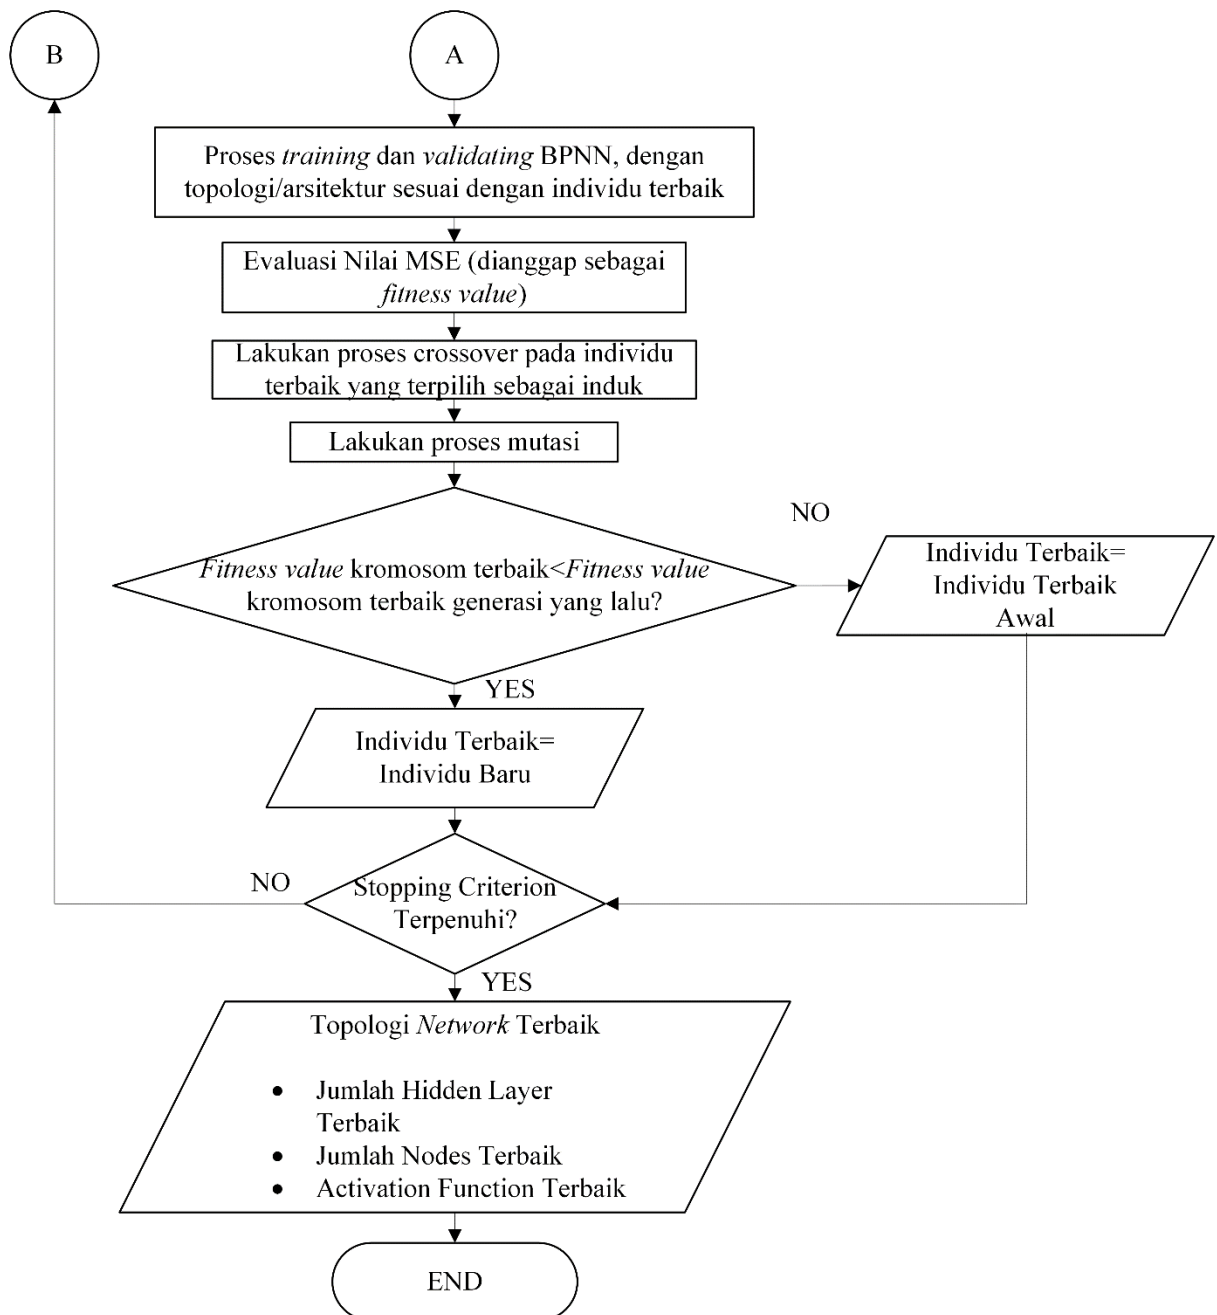 B
A
Proses training dan validating BPNN, dengan
topologi/arsitektur sesuai dengan individu terbaik
Evaluasi Nilai MSE (dianggap sebagai
fitness value)
Lakukan proses crossover pada individu
terbaik yang terpilih sebagai induk
Lakukan proses mutasi
Fitness value kromosom terbaik<Fitness value
kromosom terbaik generasi yang lalu?
NO
Individu Terbaik=
Individu Terbaik
Awal
YES
Individu Terbaik=
Individu Baru
NO
Stopping Criterion
Terpenuhi?
YES
Topologi Network Terbaik
• Jumlah Hidden Layer
Terbaik
• Jumlah Nodes Terbaik
• Activation Function Terbaik
END